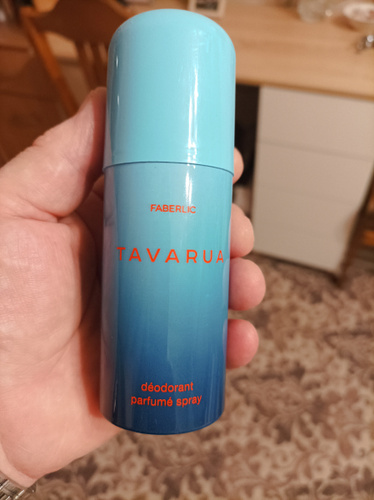 FABERLIC
TAVARUA
déodorant
parfumé spray